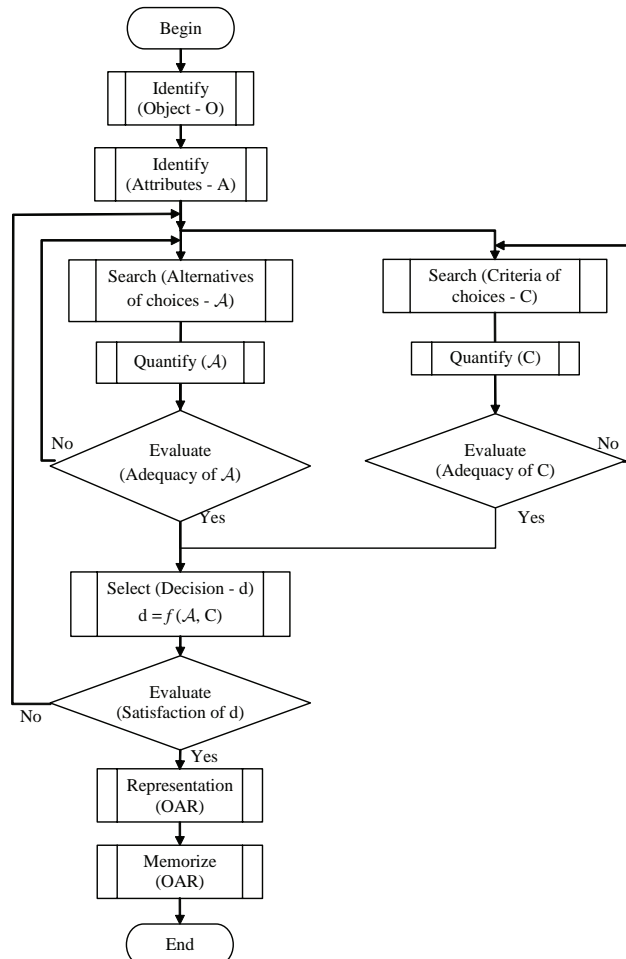 Begin
Identify
(Object - O)
Identify
(Attributes - A)
Search (Alternatives
of choices - 𝒜)
Quantify (𝒜)
No
Evaluate
(Adequacy of 𝒜)
Yes
Search (Criteria of
choices - C)
Quantify (C)
Evaluate
(Adequacy of C)
No
Yes
Select (Decision - d)
d = f (𝒜, C)
Evaluate
(Satisfaction of d)
No
Yes
Representation
(OAR)
Memorize
(OAR)
End